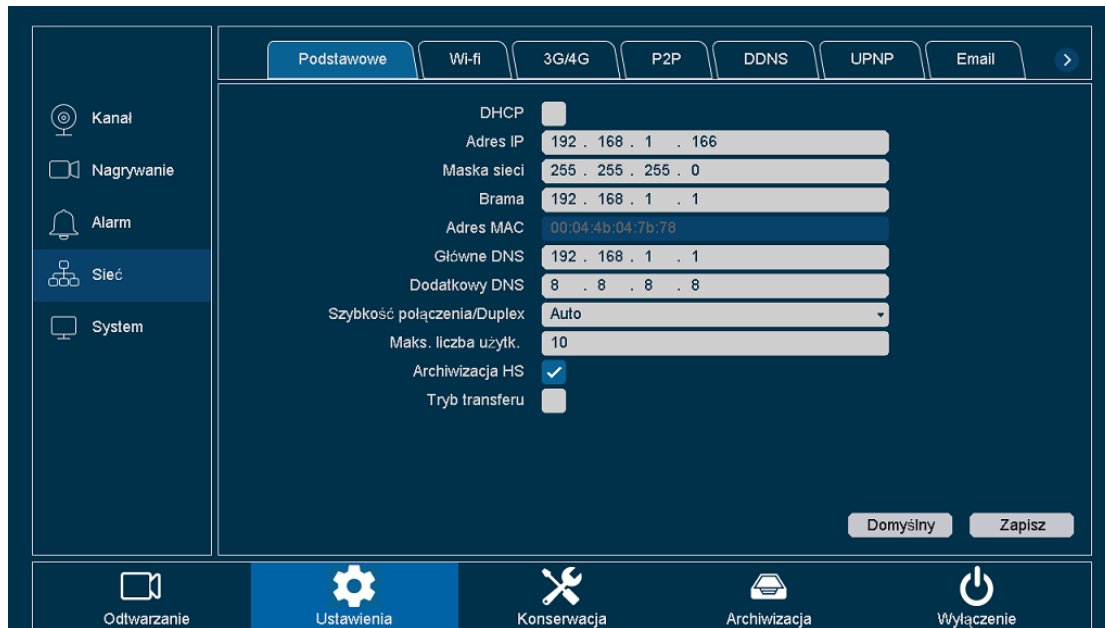 Podstawowe Wi-fi 3G/4G P2P DDNS UPNP Email
Kanał
Nagrywanie
Alarm
Sieć
System
DHCP
Adres IP 192 . 168 . 1 . 166
Maska sieci 255 . 255 . 255 . 0
Brama 192 . 168 . 1 . 1
Adres MAC 00:04:4b:04:7b:78
Główne DNS 192 . 168 . 1 . 1
Dodatkowy DNS 8 . 8 . 8 . 8
Szybkość połączenia/Duplex Auto
Maks. liczba użytk. 10
Archiwizacja HS
Tryb transferu
Domyślny Zapisz
Odtwarzanie Ustawienia Konserwacja Archiwizacja Wyłączenie